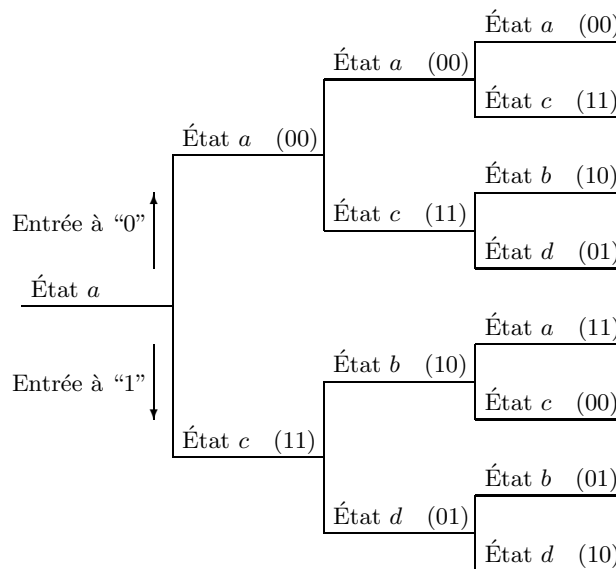 État a (00)
État a (00)
État c (11)
État a (00)
État b (10)
État c (11)
État d (01)
Entrée à “0”
État a
État a (11)
État b (10)
État c (00)
Entrée à “1”
État c (11)
État b (01)
État d (01)
État d (10)